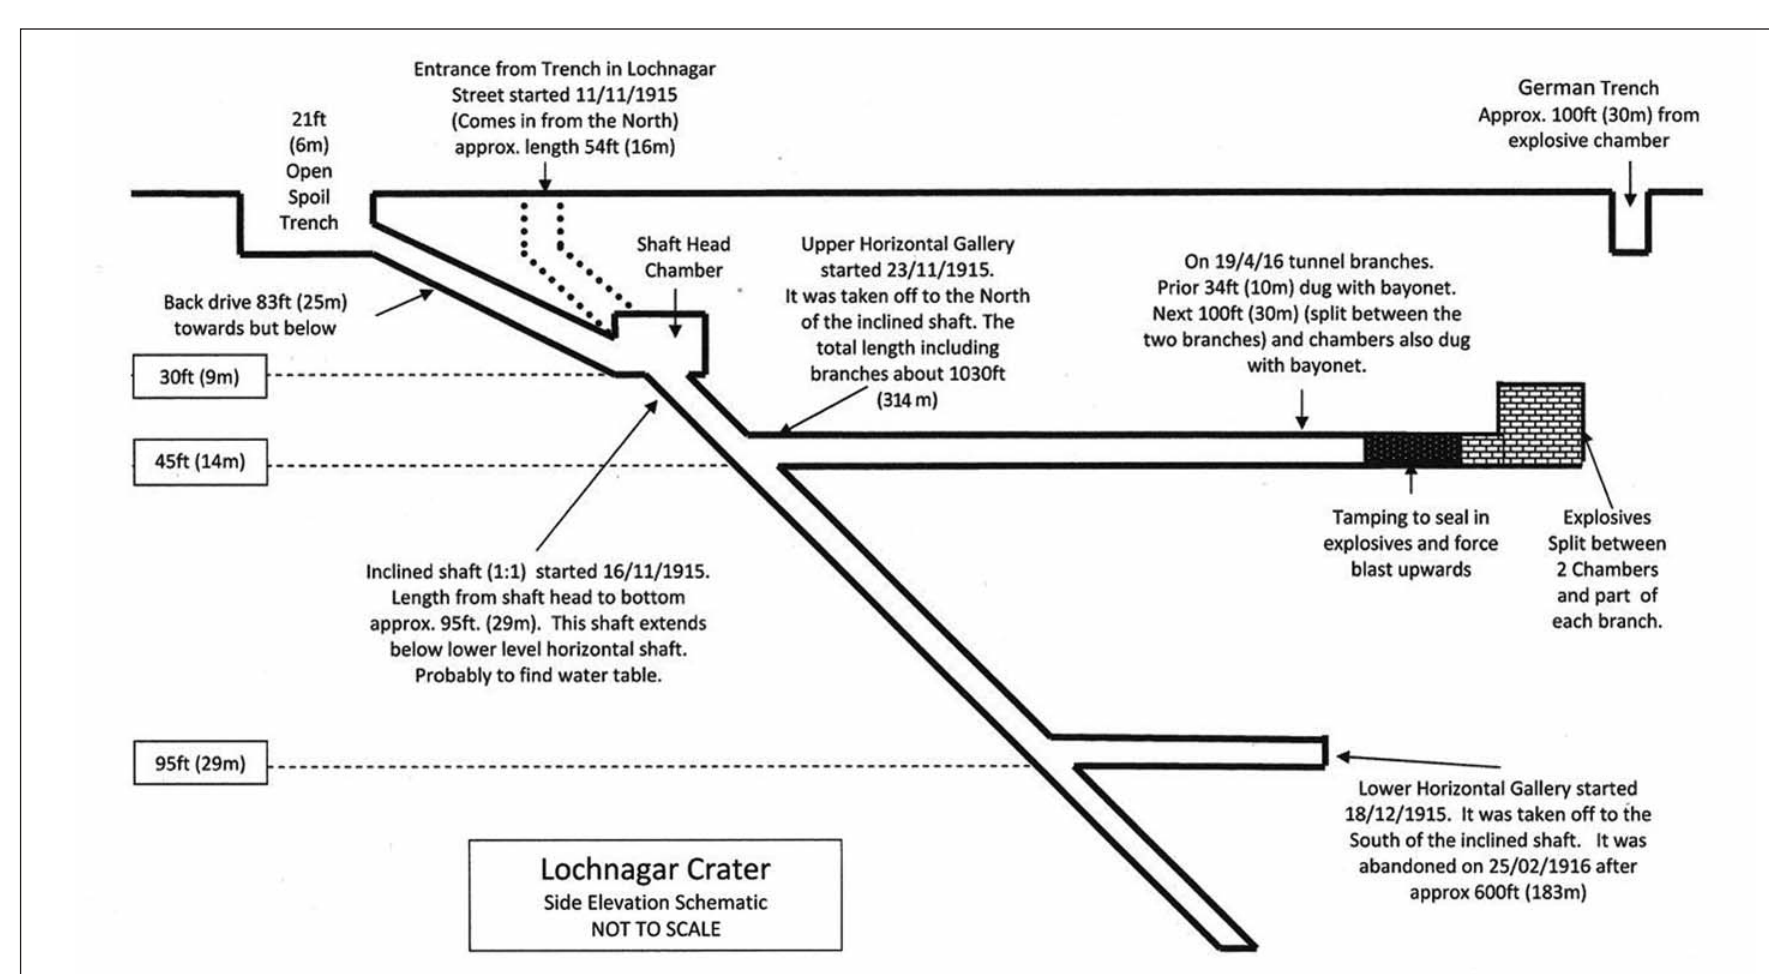 Entrance from Trench in Lochnagar
Street started 11/11/1915
(Comes in from the North)
approx. length 54ft (16m)
21ft
(6m)
Open
Spoil
Trench
German Trench
Approx. 100ft (30m) from
explosive chamber
Shaft Head
Chamber
Upper Horizontal Gallery
started 23/11/1915.
It was taken off to the North
of the inclined shaft. The
total length including
branches about 1030ft
(314 m)
On 19/4/16 tunnel branches.
Prior 34ft (10m) dug with bayonet.
Next 100ft (30m) (split between the
two branches) and chambers also dug
with bayonet.
Back drive 83ft (25m)
towards but below
30ft (9m)
45ft (14m)
Tamping to seal in
explosives and force
blast upwards
Explosives
Split between
2 Chambers
and part of
each branch.
Inclined shaft (1:1) started 16/11/1915.
Length from shaft head to bottom
approx. 95ft. (29m). This shaft extends
below lower level horizontal shaft.
Probably to find water table.
95ft (29m)
Lower Horizontal Gallery started
18/12/1915. It was taken off to the
South of the inclined shaft. It was
abandoned on 25/02/1916 after
approx 600ft (183m)
Lochnagar Crater
Side Elevation Schematic
NOT TO SCALE